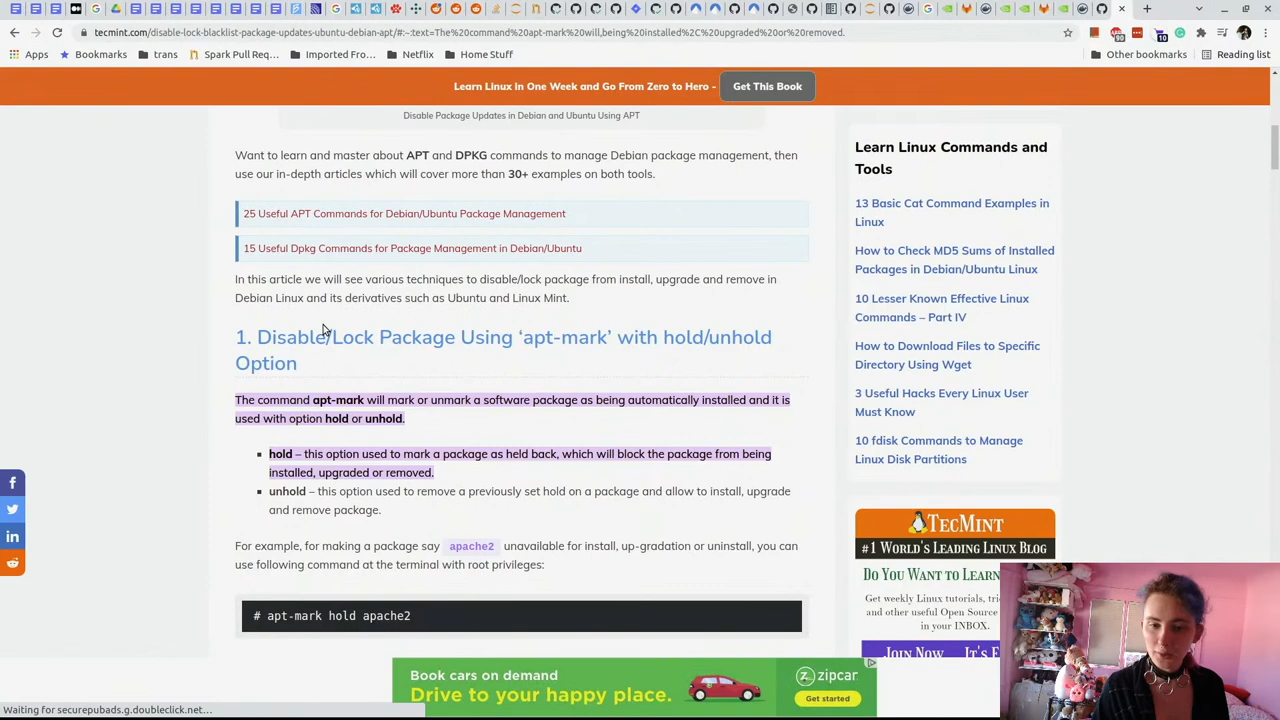 tecmint.com/disable-lock-blacklist-package-updates-ubuntu-debian-apt/#:~:text=The%20command%20apt-mark%20will,being%20installed%2C%20upgraded%20or%20removed.
Apps
Bookmarks
trans
Spark Pull Req...
Imported Fro...
Netflix
Home Stuff
Other bookmarks
Reading list
Learn Linux in One Week and Go From Zero to Hero -
Get This Book
Disable Package Updates in Debian and Ubuntu Using APT
Want to learn and master about APT and DPKG commands to manage Debian package management, then
use our in-depth articles which will cover more than 30+ examples on both tools.
25 Useful APT Commands for Debian/Ubuntu Package Management
15 Useful Dpkg Commands for Package Management in Debian/Ubuntu
In this article we will see various techniques to disable/lock package from install, upgrade and remove in
Debian Linux and its derivatives such as Ubuntu and Linux Mint.
1. Disable/Lock Package Using ‘apt-mark’ with hold/unhold
Option
The command apt-mark will mark or unmark a software package as being automatically installed and it is
used with option hold or unhold.
hold – this option used to mark a package as held back, which will block the package from being
installed, upgraded or removed.
unhold – this option used to remove a previously set hold on a package and allow to install, upgrade
and remove package.
For example, for making a package say apache2 unavailable for install, up-gradation or uninstall, you can
use following command at the terminal with root privileges:
# apt-mark hold apache2
Learn Linux Commands and
Tools
13 Basic Cat Command Examples in
Linux
How to Check MD5 Sums of Installed
Packages in Debian/Ubuntu Linux
10 Lesser Known Effective Linux
Commands – Part IV
How to Download Files to Specific
Directory Using Wget
3 Useful Hacks Every Linux User
Must Know
10 fdisk Commands to Manage
Linux Disk Partitions
TECMINT
#1 WORLD'S LEADING LINUX BLOG
DO YOU WANT TO LEARN
Get weekly Linux tutorials,
and other useful Open Source
in your INBOX.
JOIN NOW
Book cars on demand
Drive to your happy place.
zipcar
Get started
Waiting for securepubads.g.doubleclick.net...